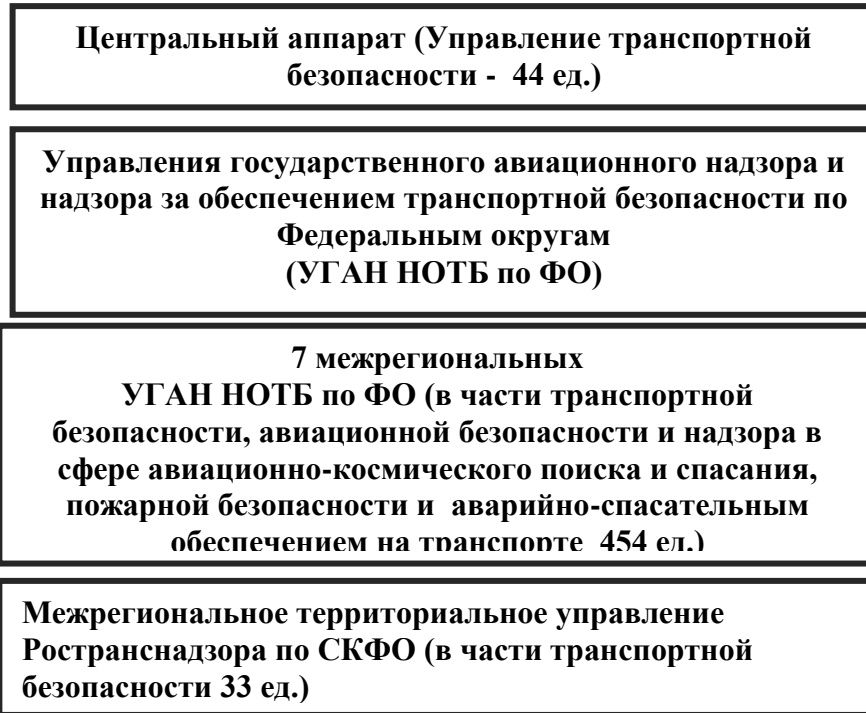 Центральный аппарат (Управление транспортной
безопасности -  44 ед.)
Управления государственного авиационного надзора и
надзора за обеспечением транспортной безопасности по
Федеральным округам
(УГАН НОТБ по ФО)
7 межрегиональных
УГАН НОТБ по ФО (в части транспортной
безопасности, авиационной безопасности и надзора в
сфере авиационно-космического поиска и спасания,
пожарной безопасности и  аварийно-спасательным
обеспечением на транспорте  454 ед.)
Межрегиональное территориальное управление
Ространснадзора по СКФО (в части транспортной
безопасности 33 ед.)